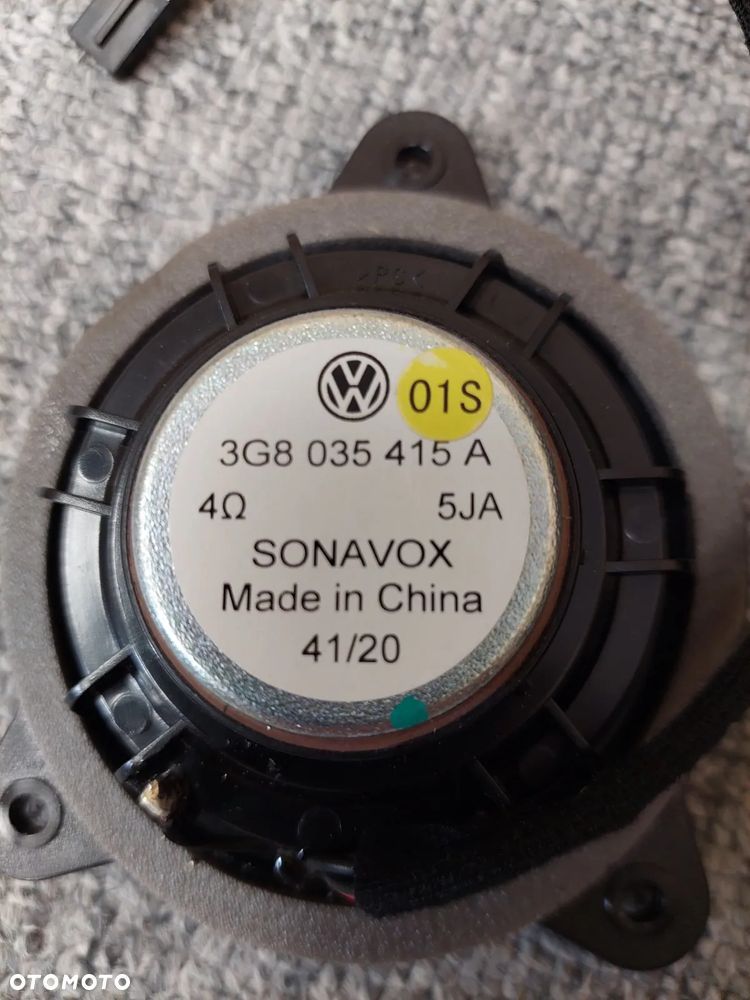 01S
3G8 035 415 A
4Ω 5JA
SONAVOX
Made in China
41/20
OTOMOTO